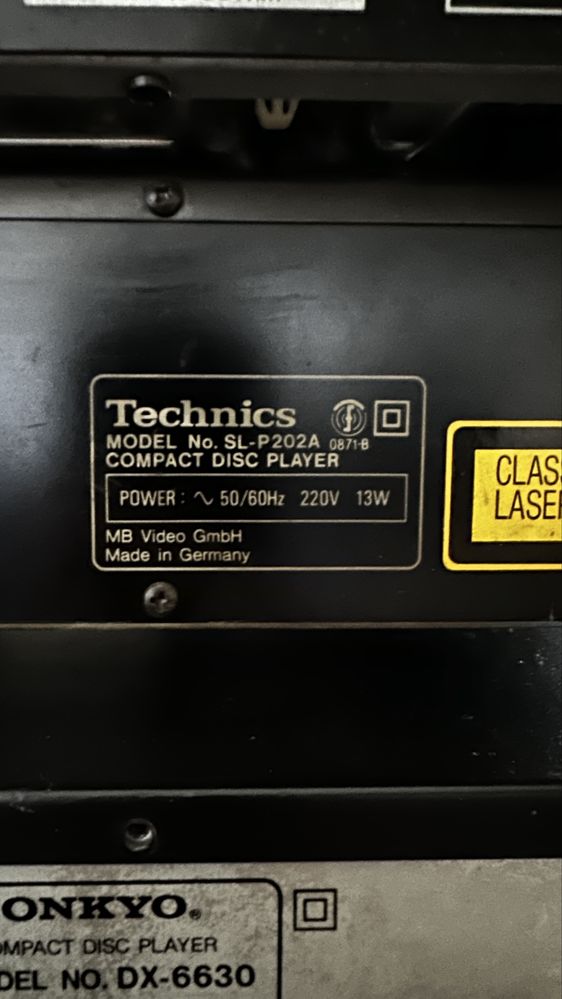 Technics
MODEL No. SL-P202A 0871-B
COMPACT DISC PLAYER
POWER: ∿ 50/60Hz 220V 13W
MB Video GmbH
Made in Germany
CLAS
LASE
ONKYO®
OMPACT DISC PLAYER
DEL NO. DX-6630